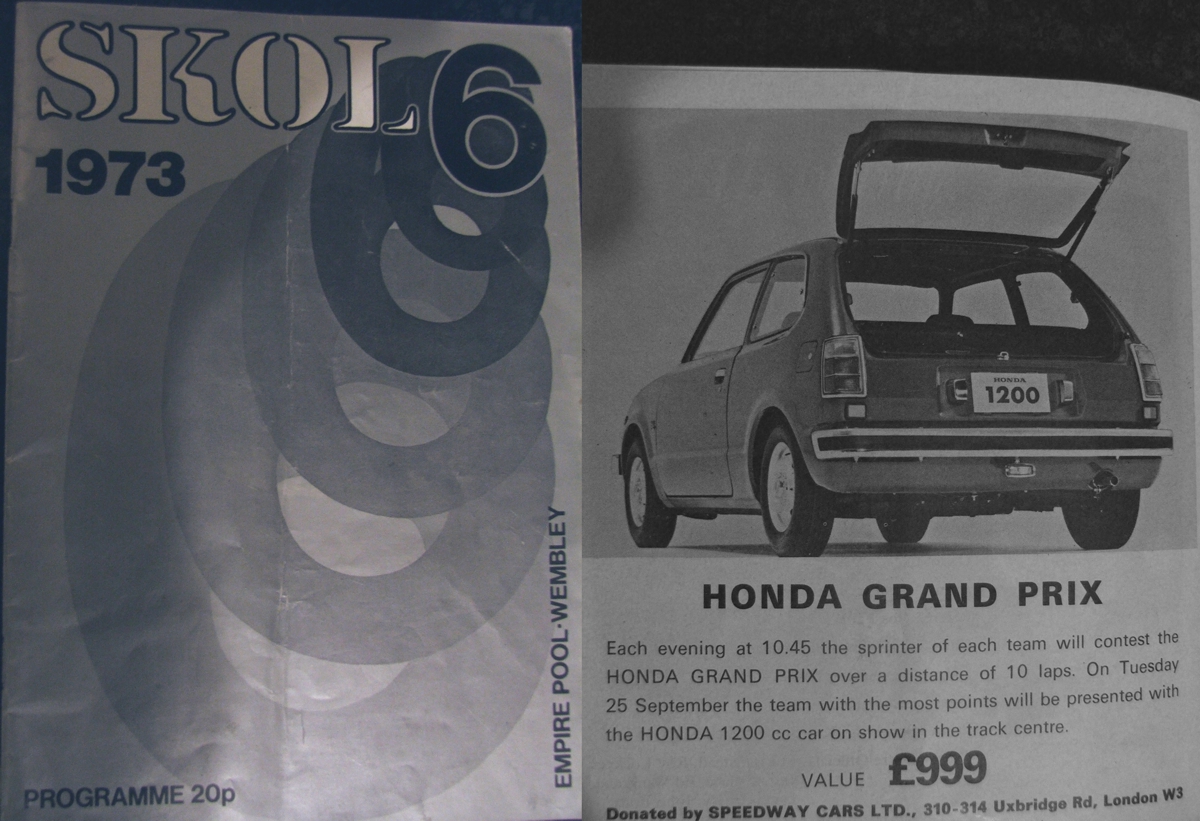 SKOL 6
1973
EMPIRE POOL·WEMBLEY
PROGRAMME 20p
HONDA
1200
HONDA GRAND PRIX
Each evening at 10.45 the sprinter of each team will contest the
HONDA GRAND PRIX over a distance of 10 laps. On Tuesday
25 September the team with the most points will be presented with
the HONDA 1200 cc car on show in the track centre.
VALUE £999
Donated by SPEEDWAY CARS LTD., 310-314 Uxbridge Rd, London W3